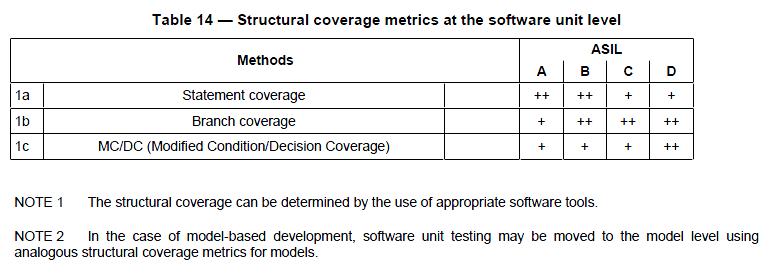 Table 14 — Structural coverage metrics at the software unit level
Methods ASIL
A B C D
1a Statement coverage ++ ++ + +
1b Branch coverage + ++ ++ ++
1c MC/DC (Modified Condition/Decision Coverage) + + + ++
NOTE 1 The structural coverage can be determined by the use of appropriate software tools.
NOTE 2 In the case of model-based development, software unit testing may be moved to the model level using
analogous structural coverage metrics for models.